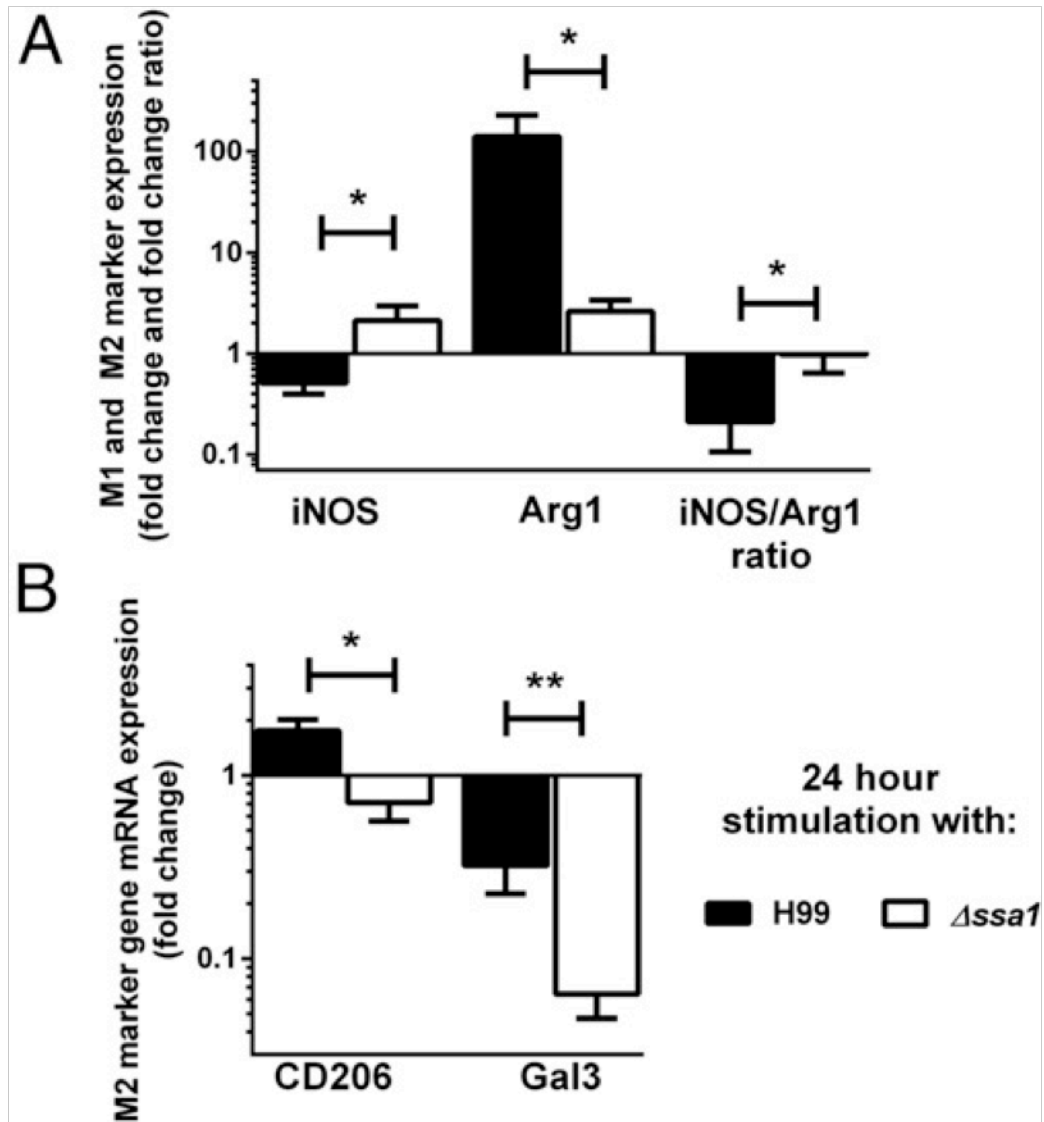 A
M1 and M2 marker expression
(fold change and fold change ratio)
100
10
1
0.1
*
*
*
iNOS
Arg1
iNOS/Arg1
ratio
B
M2 marker gene mRNA expression
(fold change)
1
0.1
*
**
CD206
Gal3
24 hour
stimulation with:
H99
Δssa1